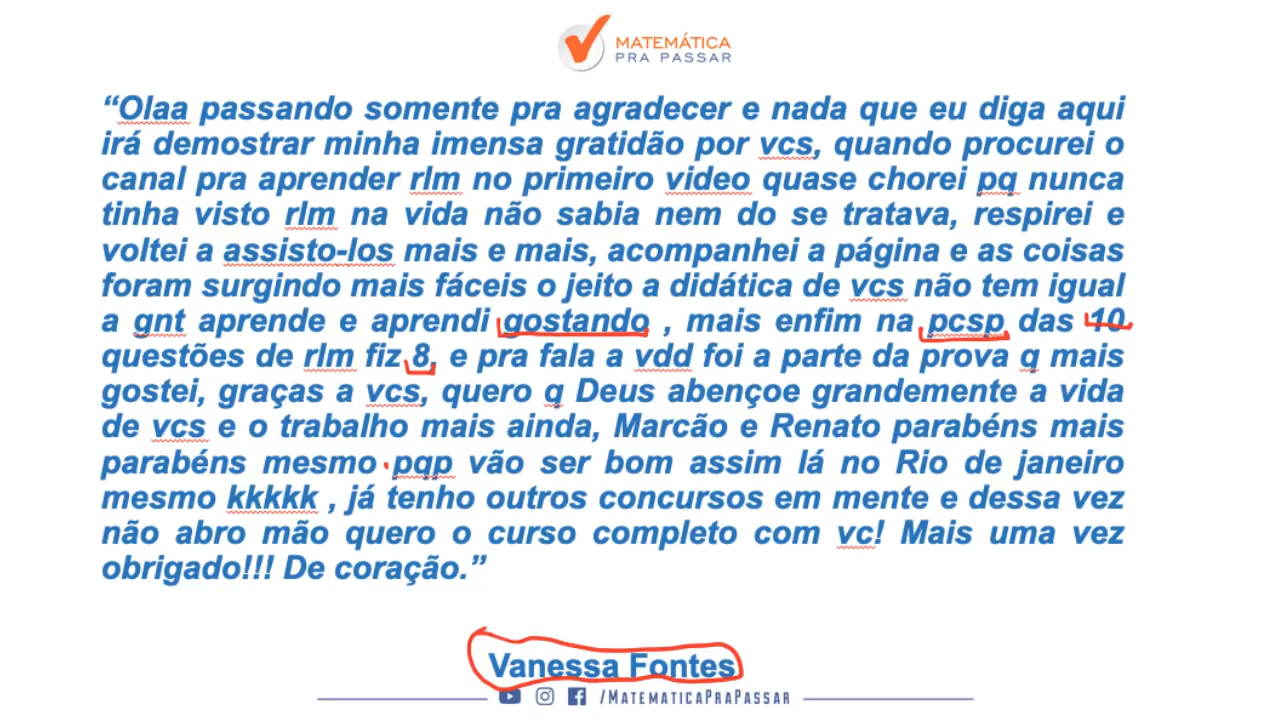 MATEMÁTICA
PRA PASSAR
“Olaa passando somente pra agradecer e nada que eu diga aqui
irá demostrar minha imensa gratidão por vcs, quando procurei o
canal pra aprender rlm no primeiro video quase chorei pq nunca
tinha visto rlm na vida não sabia nem do se tratava, respirei e
voltei a assisto-los mais e mais, acompanhei a página e as coisas
foram surgindo mais fáceis o jeito a didática de vcs não tem igual
a gnt aprende e aprendi gostando , mais enfim na pcsp das 10
questões de rlm fiz 8, e pra fala a vdd foi a parte da prova q mais
gostei, graças a vcs, quero q Deus abençoe grandemente a vida
de vcs e o trabalho mais ainda, Marcão e Renato parabéns mais
parabéns mesmo pqp vão ser bom assim lá no Rio de janeiro
mesmo kkkkk , já tenho outros concursos em mente e dessa vez
não abro mão quero o curso completo com vc! Mais uma vez
obrigado!!! De coração.”
Vanessa Fontes
/MATEMATICAPRAPASSAR